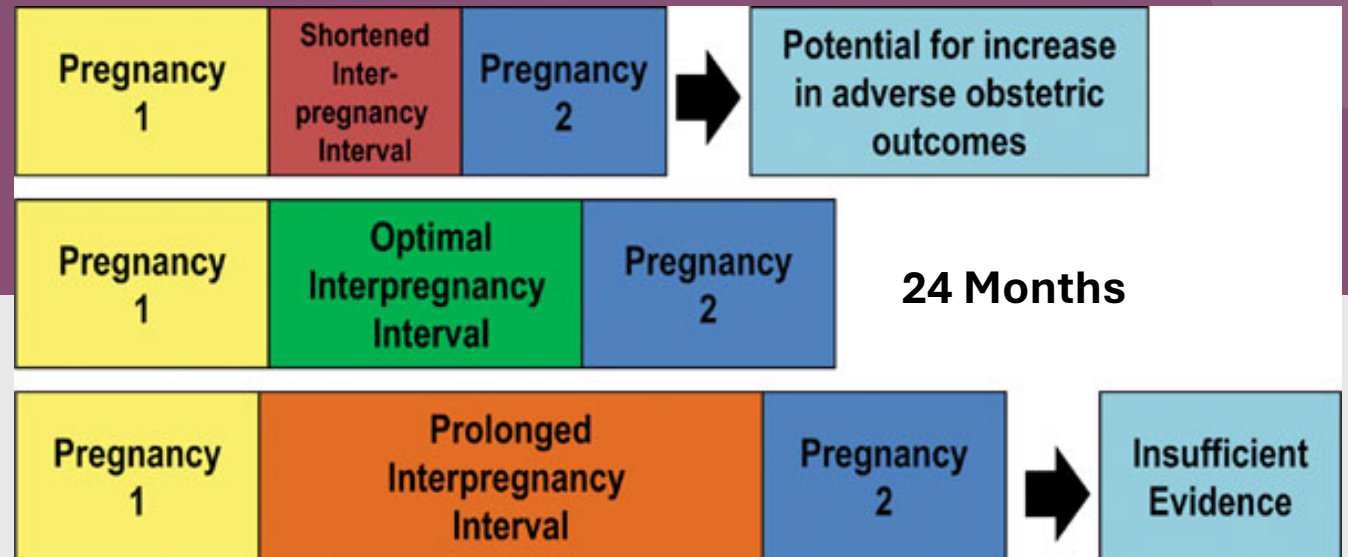 Pregnancy
1
Shortened
Inter-
pregnancy
Interval
Pregnancy
2
Potential for increase
in adverse obstetric
outcomes
Pregnancy
1
Optimal
Interpregnancy
Interval
Pregnancy
2
24 Months
Pregnancy
1
Prolonged
Interpregnancy
Interval
Pregnancy
2
Insufficient
Evidence